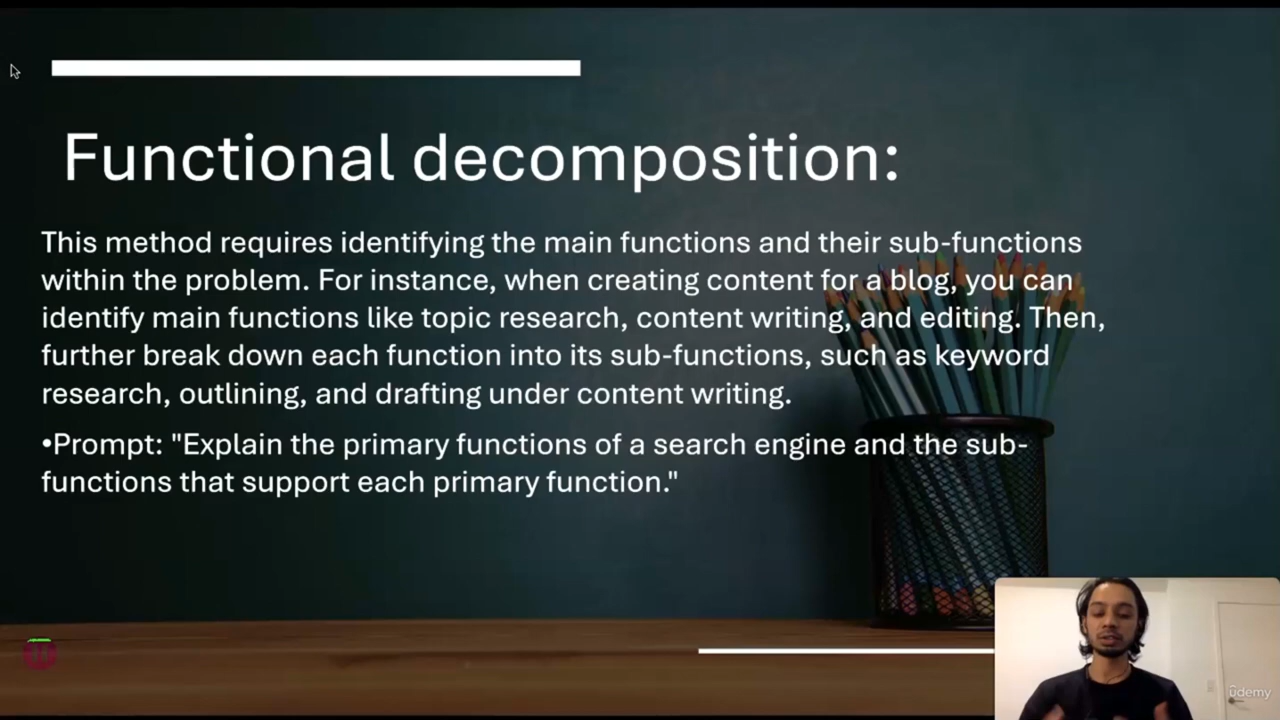 Functional decomposition:
This method requires identifying the main functions and their sub-functions
within the problem. For instance, when creating content for a blog, you can
identify main functions like topic research, content writing, and editing. Then,
further break down each function into its sub-functions, such as keyword
research, outlining, and drafting under content writing.
•Prompt: "Explain the primary functions of a search engine and the sub-
functions that support each primary function."
ûdemy